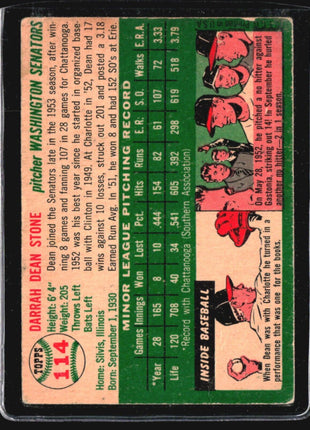 TOPPS
114
DARRAH DEAN STONE
pitcher WASHINGTON SENATORS
Height: 6'4"
Weight: 205
Throws Left
Bats Left
Home: Silvis, Illinois
Born: September 1, 1930
Dean joined the Senators late in the 1953 season, after win-
ning 8 games and fanning 107 in 28 games for Chattanooga.
1952 was his best year since he started in organized base-
ball with Clinton in 1949. At Charlotte in '52, Dean had 17
wins against 10 losses, struck out 201 and posted a 3.18
Earned Run Avg. In '51, he won 8 and had 155 SO's at Erie.
MINOR LEAGUE PITCHING RECORD
Games Innings Won Lost Pct. Hits Runs E.R. S.O. Walks E.R.A.
*Year 28 165 8 10 .444 154 82 61 107 72 3.33
Life 120 708 40 34 .541 605 392 298 619 518 3.79
*Record with Chattanooga (Southern Association)
INSIDE BASEBALL
When Dean was with Charlotte he turned in a
performance that was one for the books.
On May 28, 1952, he pitched a no hitter against
Gastonia, striking out 14! In September he hurled
another no hitter—2 in 1 season.